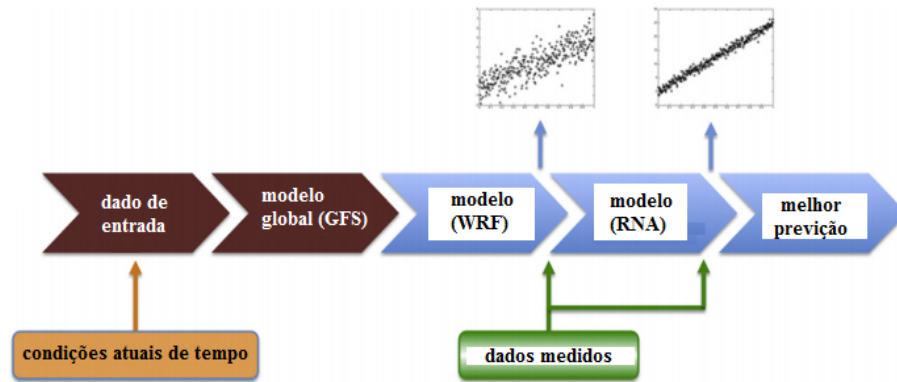 dado de
entrada
modelo
global (GFS)
modelo
(WRF)
modelo
(RNA)
melhor
previção
condições atuais de tempo
dados medidos